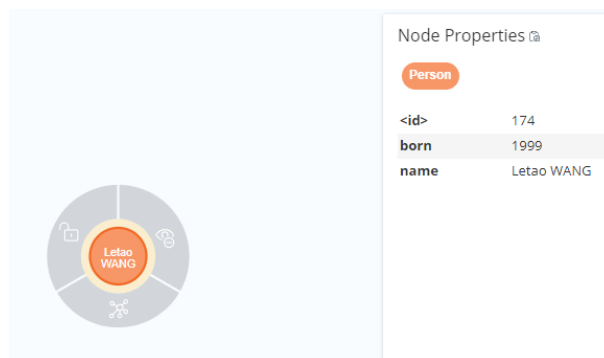 Node Properties
Person
<id> 174
born 1999
name Letao WANG
Letao
WANG